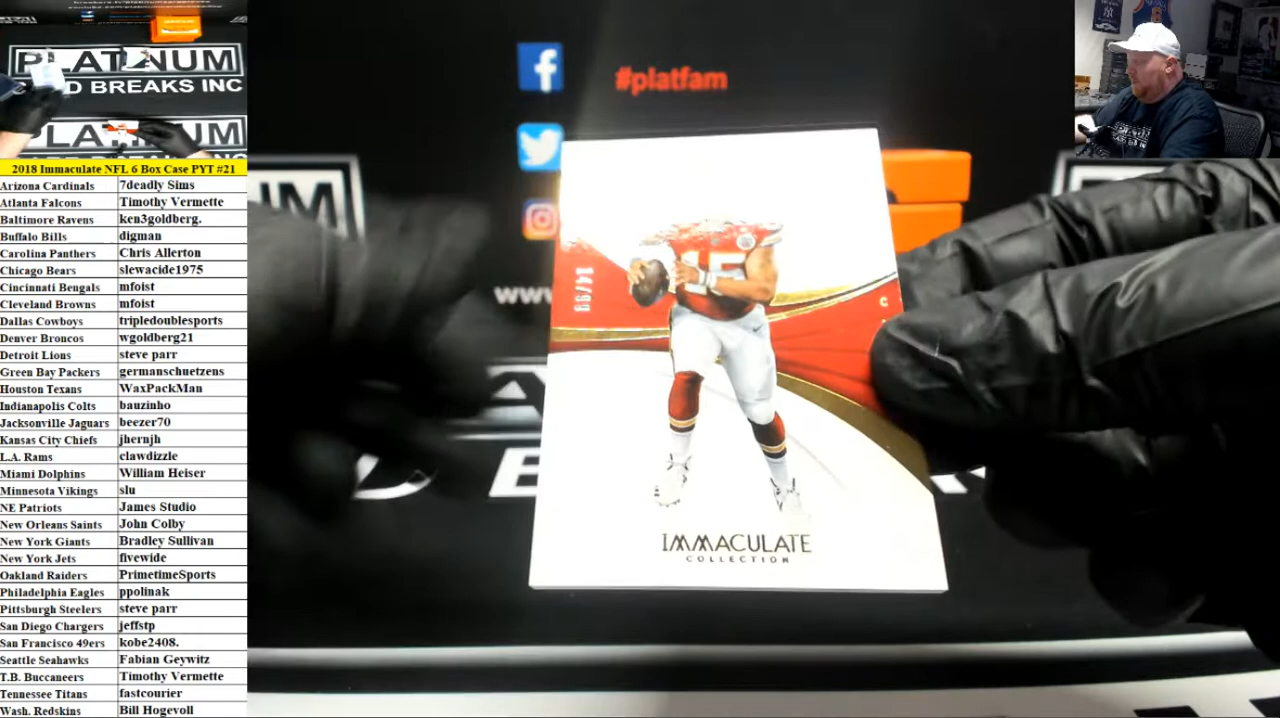 PLATINUM
D BREAKS INC
PLATINUM
2018 Immaculate NFL 6 Box Case PYT #21
Arizona Cardinals 7deadly Sims
Atlanta Falcons Timothy Vermette
Baltimore Ravens ken3goldberg.
Buffalo Bills digman
Carolina Panthers Chris Allerton
Chicago Bears slewacide1975
Cincinnati Bengals mfoist
Cleveland Browns mfoist
Dallas Cowboys tripledoublesports
Denver Broncos wgoldberg21
Detroit Lions steve parr
Green Bay Packers germanschuetzens
Houston Texans WaxPackMan
Indianapolis Colts bauzinho
Jacksonville Jaguars beezer70
Kansas City Chiefs jhernjh
L.A. Rams clawdizzle
Miami Dolphins William Heiser
Minnesota Vikings slu
NE Patriots James Studio
New Orleans Saints John Colby
New York Giants Bradley Sullivan
New York Jets fivewide
Oakland Raiders PrimetimeSports
Philadelphia Eagles ppolinak
Pittsburgh Steelers steve parr
San Diego Chargers jeffstp
San Francisco 49ers kobe2408.
Seattle Seahawks Fabian Geywitz
T.B. Buccaneers Timothy Vermette
Tennessee Titans fastcourier
Wash. Redskins Bill Hogevoll
#platfam
www
14/99
15
IMMACULATE
COLLECTION